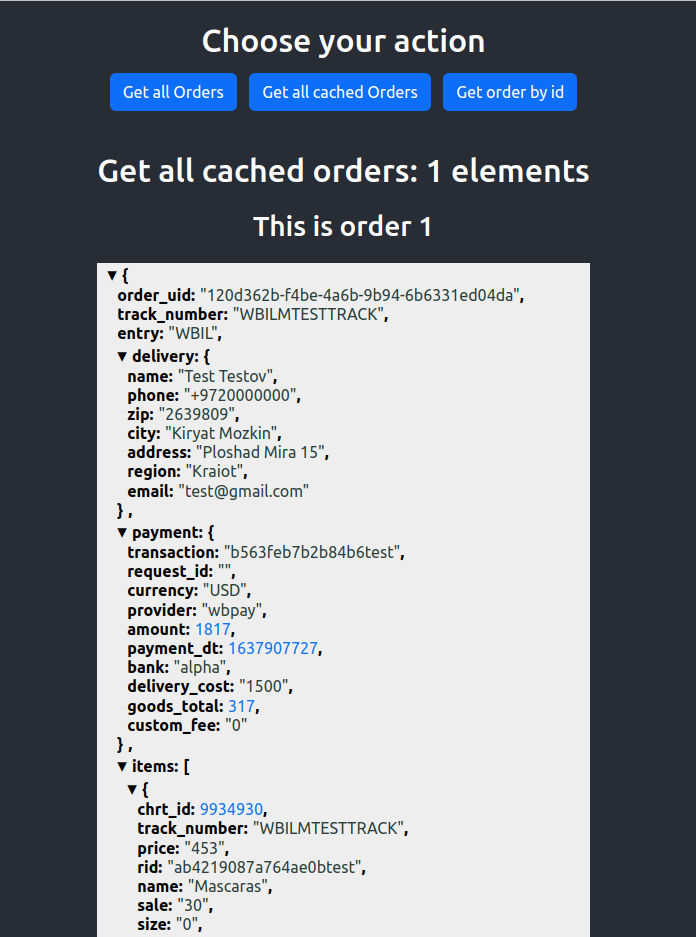 Choose your action
Get all Orders Get all cached Orders Get order by id
Get all cached orders: 1 elements
This is order 1
▼ {
order_uid: "120d362b-f4be-4a6b-9b94-6b6331ed04da",
track_number: "WBILMTESTTRACK",
entry: "WBIL",
▼ delivery: {
name: "Test Testov",
phone: "+9720000000",
zip: "2639809",
city: "Kiryat Mozkin",
address: "Ploshad Mira 15",
region: "Kraiot",
email: "test@gmail.com"
} ,
▼ payment: {
transaction: "b563feb7b2b84b6test",
request_id: "",
currency: "USD",
provider: "wbpay",
amount: 1817,
payment_dt: 1637907727,
bank: "alpha",
delivery_cost: "1500",
goods_total: 317,
custom_fee: "0"
} ,
▼ items: [
▼ {
chrt_id: 9934930,
track_number: "WBILMTESTTRACK",
price: "453",
rid: "ab4219087a764ae0btest",
name: "Mascaras",
sale: "30",
size: "0",